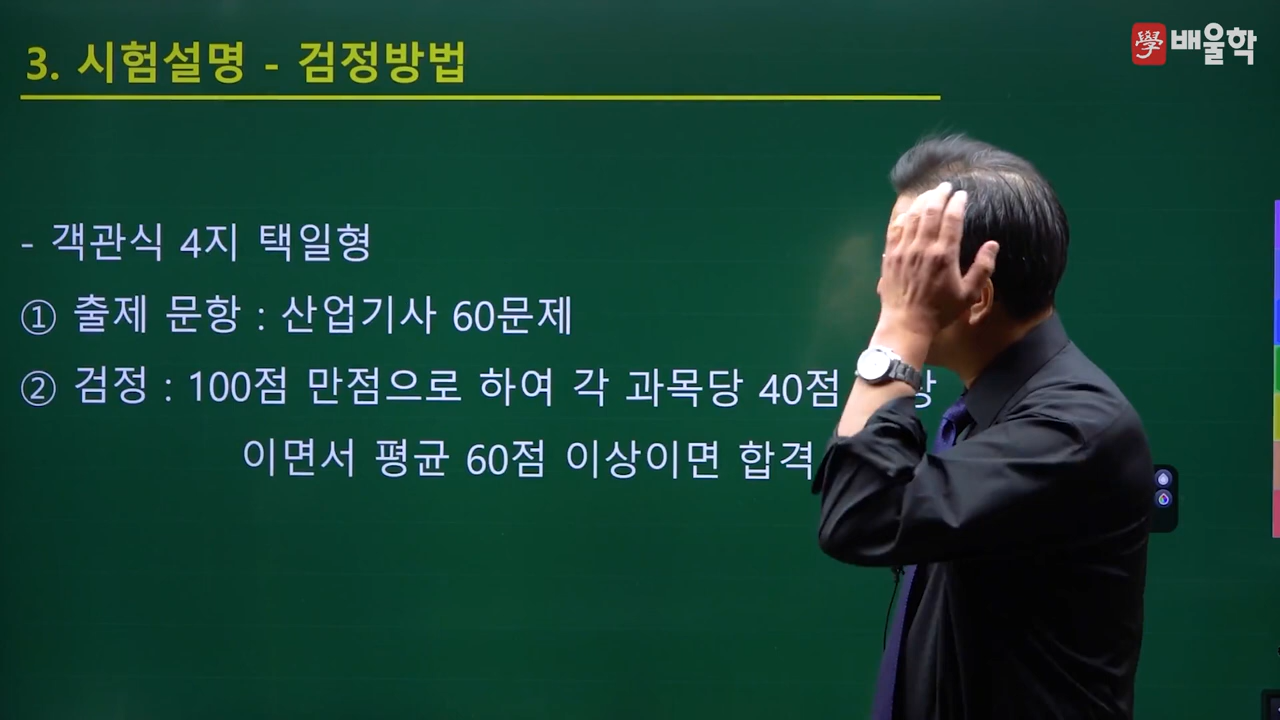 3. 시험설명 - 검정방법
學 배울학
- 객관식 4지 택일형
① 출제 문항 : 산업기사 60문제
② 검정 : 100점 만점으로 하여 각 과목당 40점
이면서 평균 60점 이상이면 합격